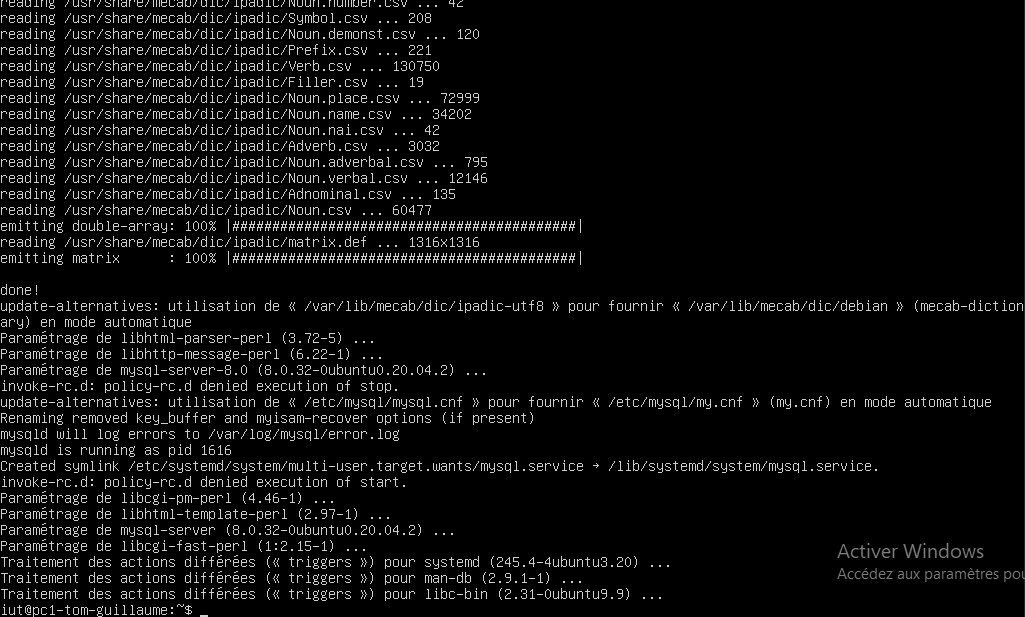 reading /usr/share/mecab/dic/ipadic/Noun.number.csv ... 42
reading /usr/share/mecab/dic/ipadic/Symbol.csv ... 208
reading /usr/share/mecab/dic/ipadic/Noun.demonst.csv ... 120
reading /usr/share/mecab/dic/ipadic/Prefix.csv ... 221
reading /usr/share/mecab/dic/ipadic/Verb.csv ... 130750
reading /usr/share/mecab/dic/ipadic/Filler.csv ... 19
reading /usr/share/mecab/dic/ipadic/Noun.place.csv ... 72999
reading /usr/share/mecab/dic/ipadic/Noun.name.csv ... 34202
reading /usr/share/mecab/dic/ipadic/Noun.nai.csv ... 42
reading /usr/share/mecab/dic/ipadic/Adverb.csv ... 3032
reading /usr/share/mecab/dic/ipadic/Noun.adverbal.csv ... 795
reading /usr/share/mecab/dic/ipadic/Noun.verbal.csv ... 12146
reading /usr/share/mecab/dic/ipadic/Adnominal.csv ... 135
reading /usr/share/mecab/dic/ipadic/Noun.csv ... 60477
emitting double-array: 100% |###########################################|
reading /usr/share/mecab/dic/ipadic/matrix.def ... 1316x1316
emitting matrix      : 100% |###########################################|
done!
update-alternatives: utilisation de « /var/lib/mecab/dic/ipadic-utf8 » pour fournir « /var/lib/mecab/dic/debian » (mecab-diction
ary) en mode automatique
Paramétrage de libhtml-parser-perl (3.72-5) ...
Paramétrage de libhttp-message-perl (6.22-1) ...
Paramétrage de mysql-server-8.0 (8.0.32-0ubuntu0.20.04.2) ...
invoke-rc.d: policy-rc.d denied execution of stop.
update-alternatives: utilisation de « /etc/mysql/mysql.cnf » pour fournir « /etc/mysql/my.cnf » (my.cnf) en mode automatique
Renaming removed key_buffer and myisam-recover options (if present)
mysqld will log errors to /var/log/mysql/error.log
mysqld is running as pid 1616
Created symlink /etc/systemd/system/multi-user.target.wants/mysql.service → /lib/systemd/system/mysql.service.
invoke-rc.d: policy-rc.d denied execution of start.
Paramétrage de libcgi-pm-perl (4.46-1) ...
Paramétrage de libhtml-template-perl (2.97-1) ...
Paramétrage de mysql-server (8.0.32-0ubuntu0.20.04.2) ...
Paramétrage de libcgi-fast-perl (1:2.15-1) ...
Traitement des actions différées (« triggers ») pour systemd (245.4-4ubuntu3.20) ...
Traitement des actions différées (« triggers ») pour man-db (2.9.1-1) ...
Traitement des actions différées (« triggers ») pour libc-bin (2.31-0ubuntu9.9) ...
iut@pc1-tom-guillaume:~$ _
Activer Windows
Accédez aux paramètres pou